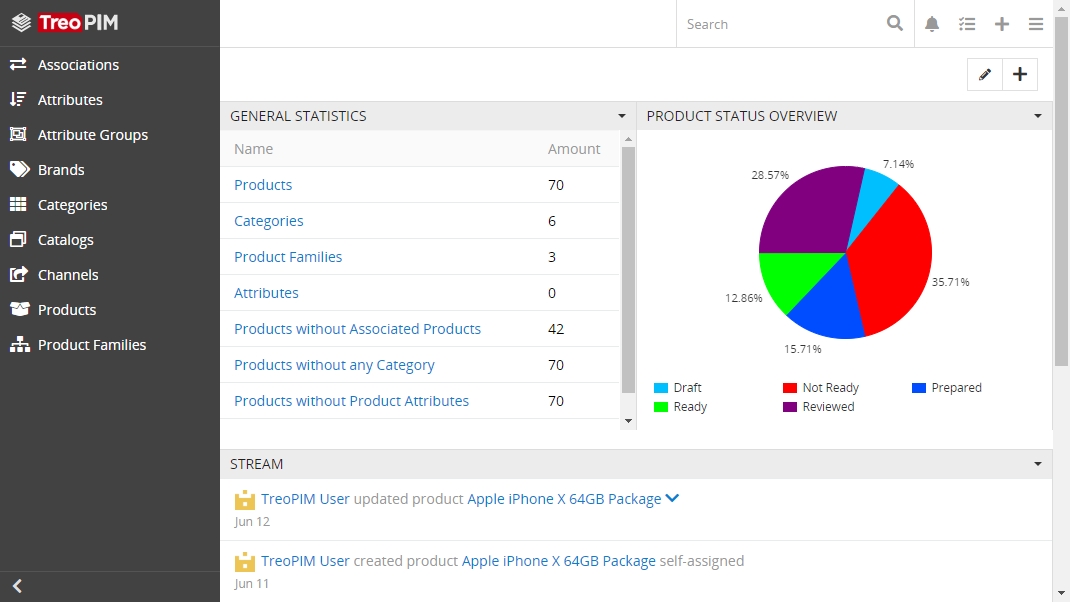 TreoPIM
Search
Associations
Attributes
Attribute Groups
Brands
Categories
Catalogs
Channels
Products
Product Families
GENERAL STATISTICS
Name Amount
Products 70
Categories 6
Product Families 3
Attributes 0
Products without Associated Products 42
Products without any Category 70
Products without Product Attributes 70
PRODUCT STATUS OVERVIEW
7.14%
28.57%
35.71%
12.86%
15.71%
Draft Not Ready Prepared
Ready Reviewed
STREAM
TreoPIM User updated product Apple iPhone X 64GB Package
Jun 12
TreoPIM User created product Apple iPhone X 64GB Package self-assigned
Jun 11